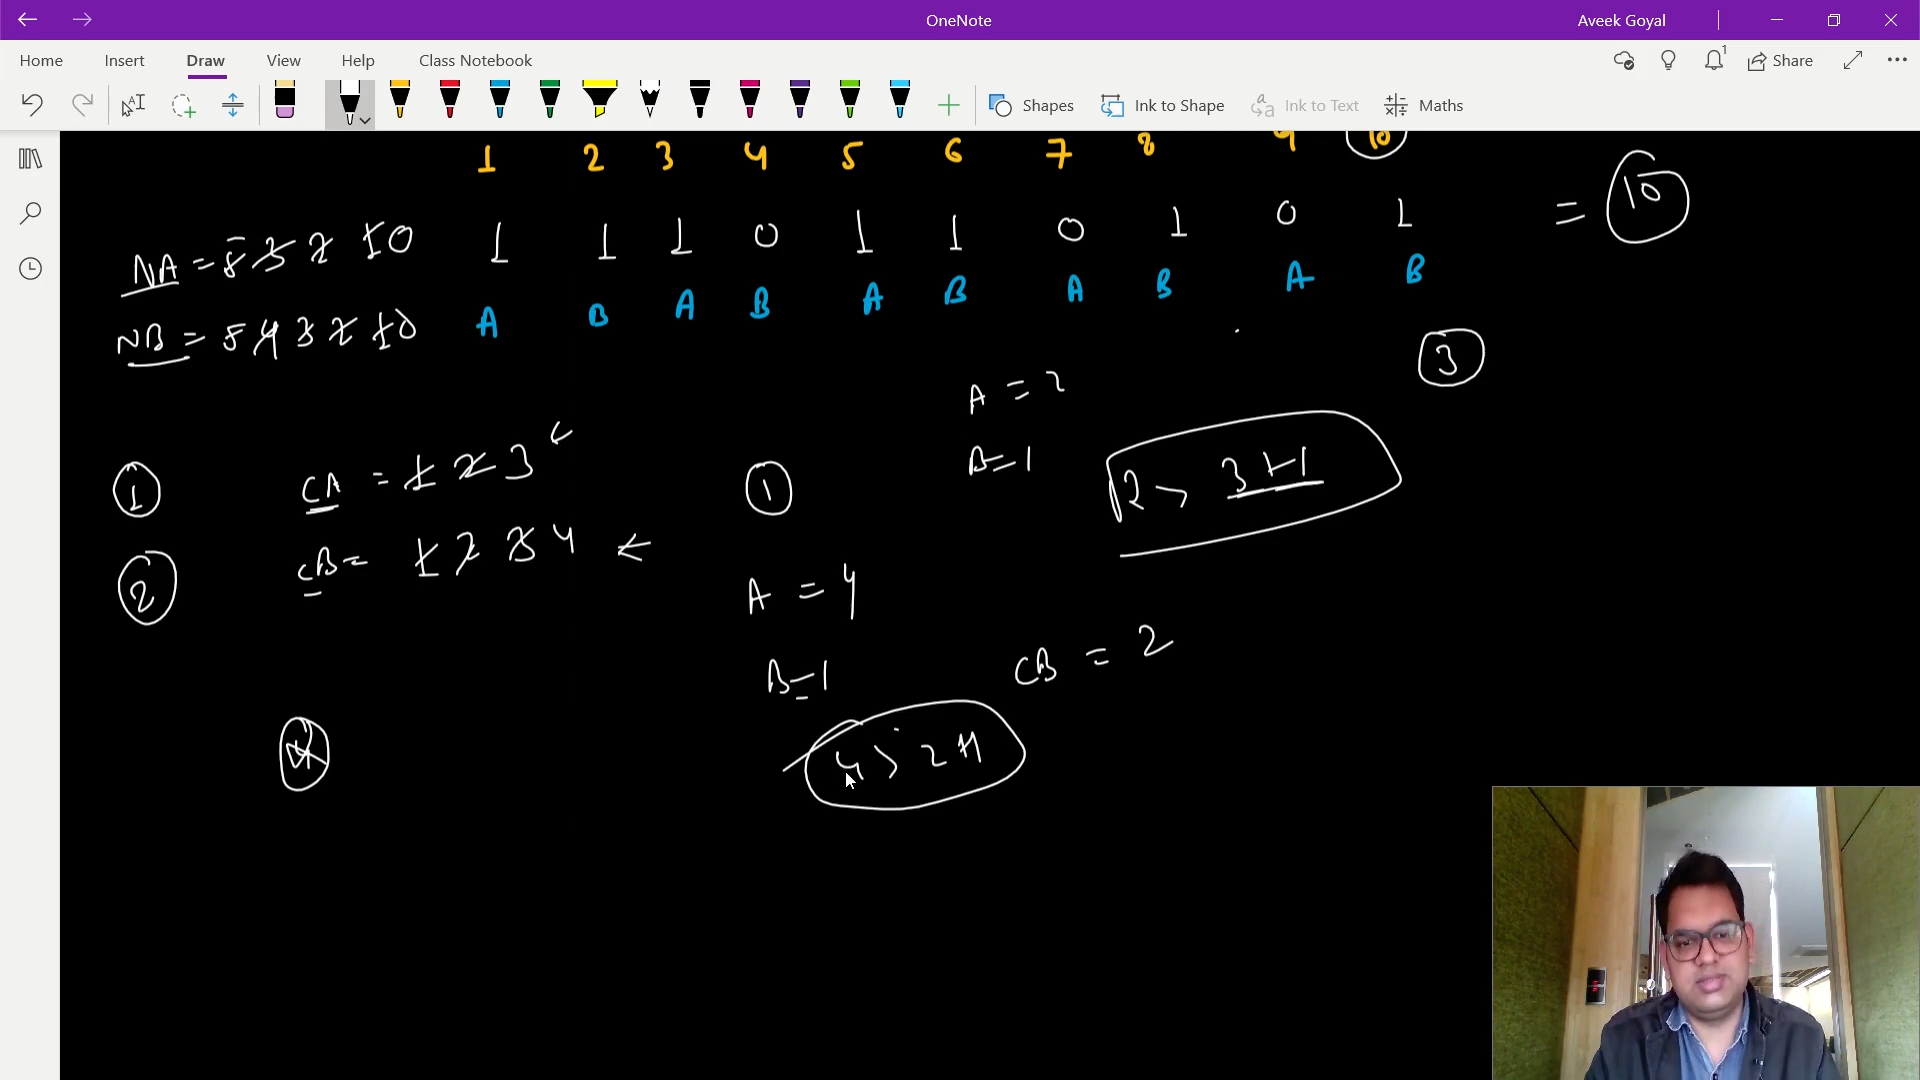 OneNote
Aveek Goyal
Home Insert Draw View Help Class Notebook
1
Share
Shapes Ink to Shape Ink to Text Maths
1 2 3 4 5 6 7 8 9 10
NA = 5 3 2 1 0 1 1 1 0 1 1 0 1 0 1 = 10
NB = 5 4 3 2 1 0 A B A B A B A B A B
3
A = 2
B = 1
1 CA = 1 2 3
1
2 > 3 + 1
2 CB = 1 2 3 4
A = 4
B = 1
CB = 2
4 > 2 + 1